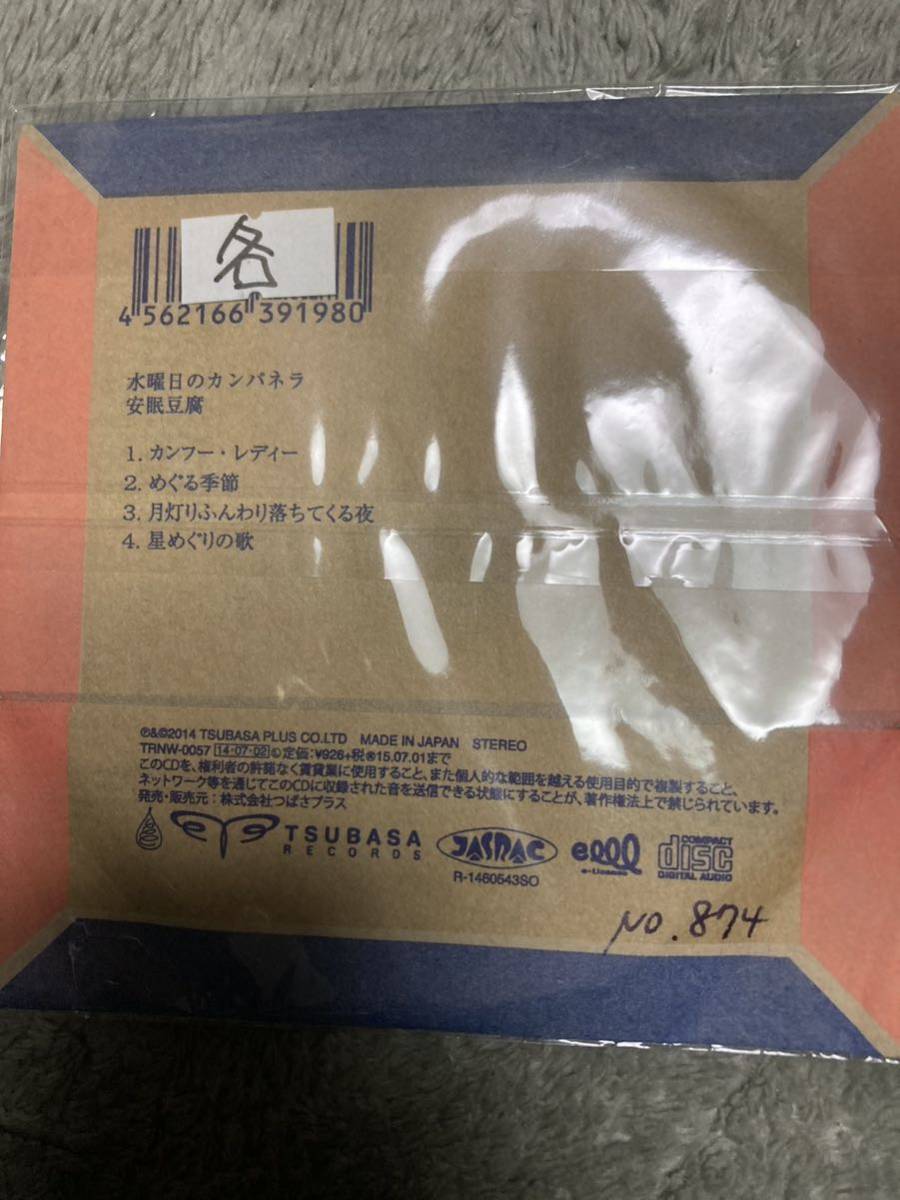 各
4 562166 391980
水曜日のカンパネラ
安眠豆腐
1. カンフー・レディー
2. めぐる季節
3. 月灯りふんわり落ちてくる夜
4. 星めぐりの歌
℗&©2014 TSUBASA PLUS CO.LTD MADE IN JAPAN STEREO
TRNW-0057 14・07・02 Ⓒ定価:¥926+税 ⓧ15.07.01まで
このCDを、権利者の許諾なく賃貸業に使用すること、また個人的な範囲を越える使用目的で複製すること、
ネットワーク等を通じてこのCDに収録された音を送信できる状態にすることが、著作権法上で禁じられています。
発売・販売元:株式会社つばさプラス
TSUBASA
RECORDS
JASRAC
R-1460543SO
elll
e-License
COMPACT
disc
DIGITAL AUDIO
No. 874